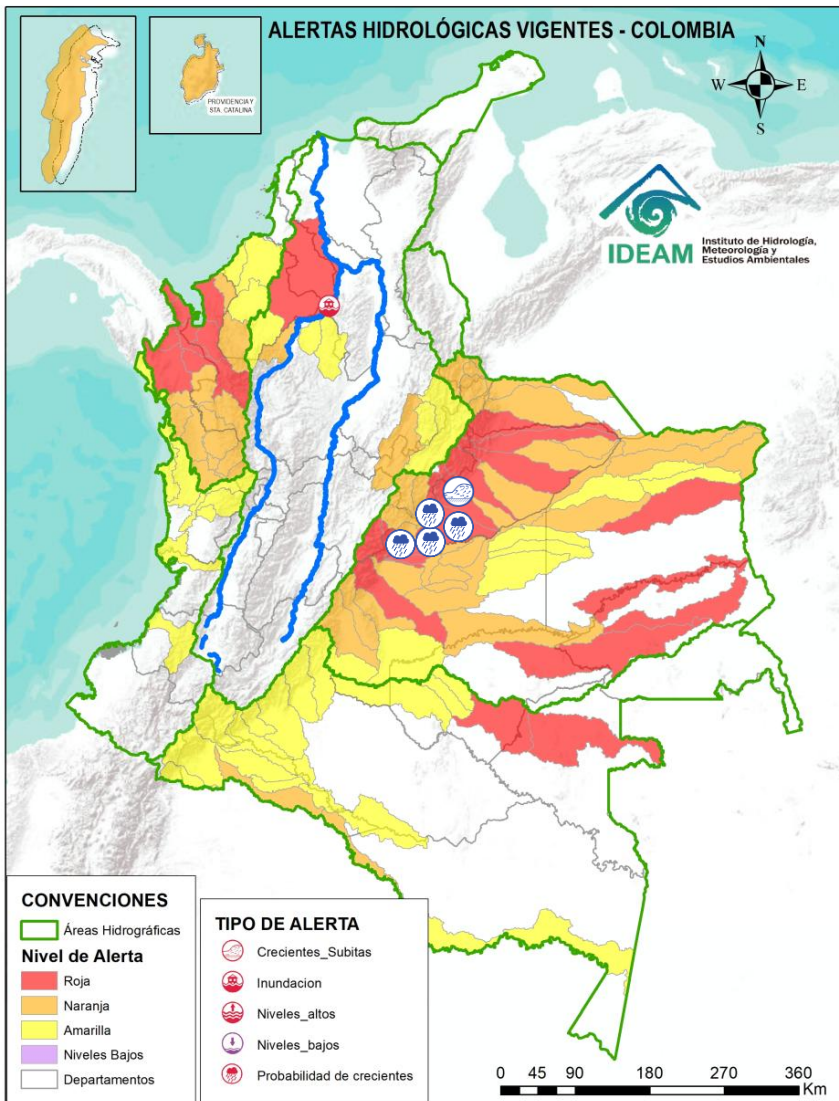 ALERTAS HIDROLÓGICAS VIGENTES - COLOMBIA
PROVIDENCIA Y
STA. CATALINA
N
W
E
S
IDEAM
Instituto de Hidrología,
Meteorología y
Estudios Ambientales
CONVENCIONES
Áreas Hidrográficas
Nivel de Alerta
Roja
Naranja
Amarilla
Niveles Bajos
Departamentos
TIPO DE ALERTA
Crecientes_Subitas
Inundacion
Niveles_altos
Niveles_bajos
Probabilidad de crecientes
0 45 90 180 270 360
Km